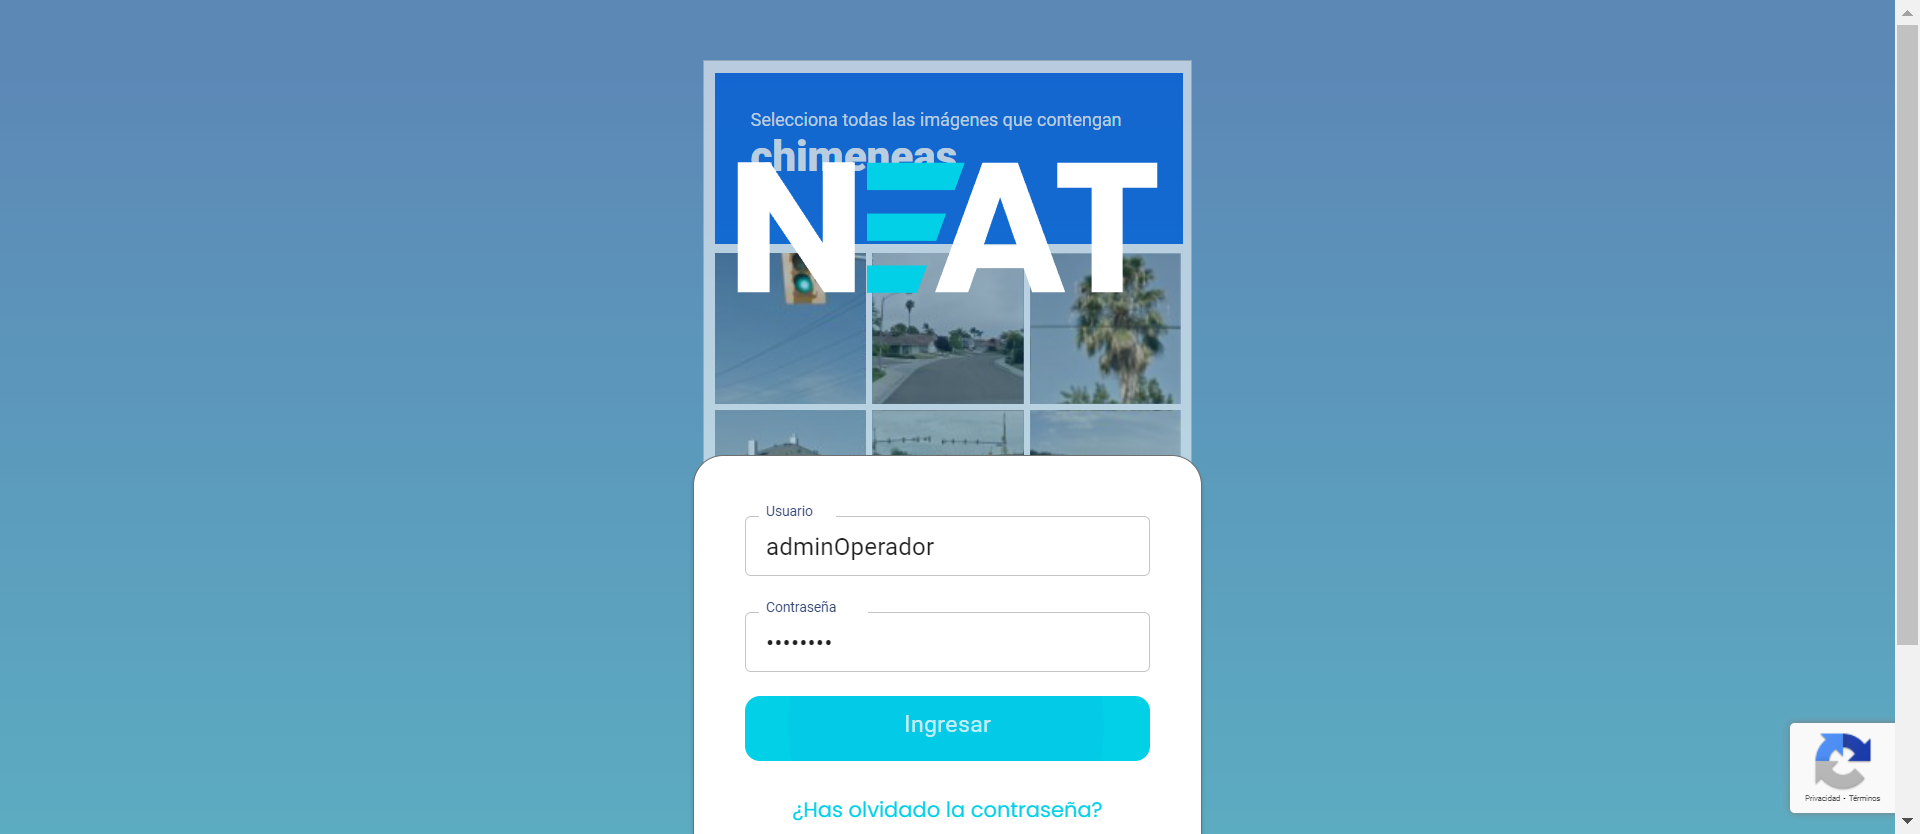 Selecciona todas las imágenes que contengan
chimeneas
NEAT
Usuario
adminOperador
Contraseña
••••••••
Ingresar
¿Has olvidado la contraseña?
Privacidad - Términos